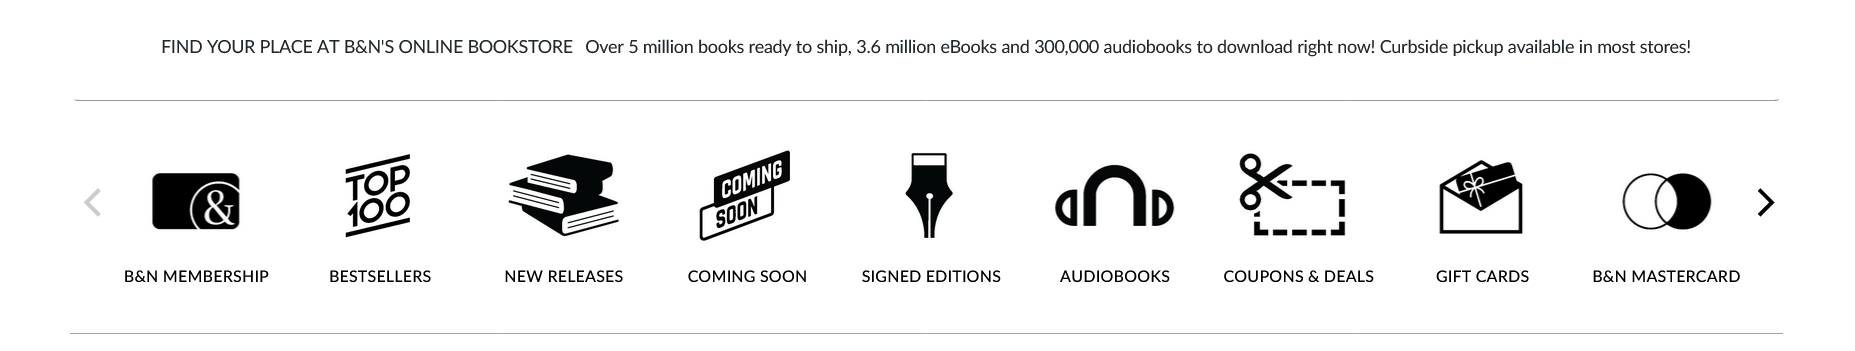 FIND YOUR PLACE AT B&N'S ONLINE BOOKSTORE Over 5 million books ready to ship, 3.6 million eBooks and 300,000 audiobooks to download right now! Curbside pickup available in most stores!
&
TOP
100
COMING
SOON
B&N MEMBERSHIP
BESTSELLERS
NEW RELEASES
COMING SOON
SIGNED EDITIONS
AUDIOBOOKS
COUPONS & DEALS
GIFT CARDS
B&N MASTERCARD